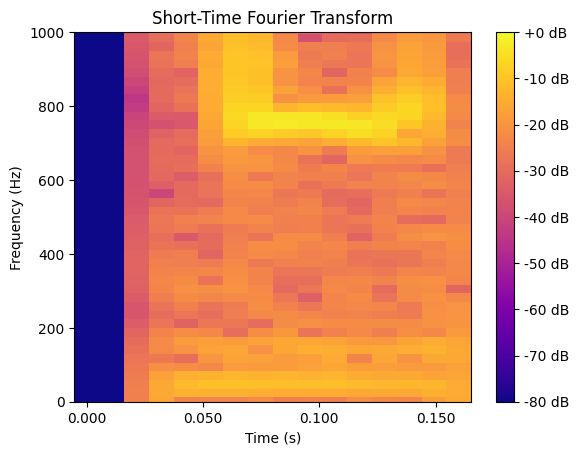 Short-Time Fourier Transform
Frequency (Hz)
1000
800
600
400
200
0
0.000
0.050
0.100
0.150
Time (s)
+0 dB
-10 dB
-20 dB
-30 dB
-40 dB
-50 dB
-60 dB
-70 dB
-80 dB